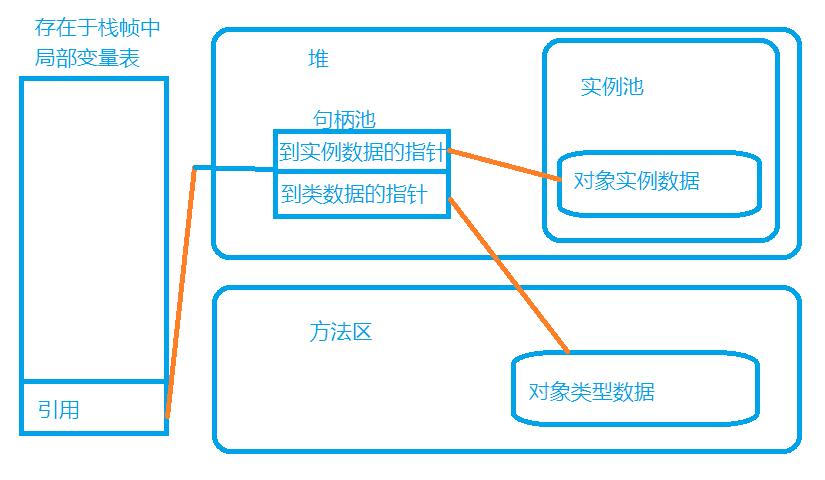 存在于栈帧中
局部变量表
引用
堆
句柄池
到实例数据的指针
到类数据的指针
实例池
对象实例数据
方法区
对象类型数据